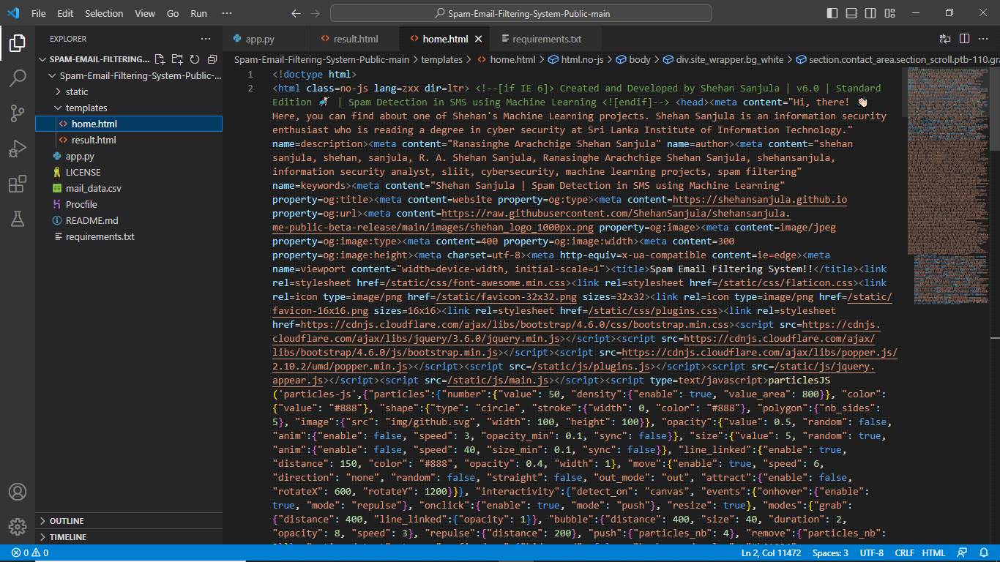 File Edit Selection View Go Run ··· Spam-Email-Filtering-System-Public-main
EXPLORER ···
SPAM-EMAIL-FILTERING...
Spam-Email-Filtering-System-Public-...
static
templates
home.html
result.html
app.py
LICENSE
mail_data.csv
Procfile
README.md
requirements.txt
OUTLINE
TIMELINE
app.py result.html home.html requirements.txt
Spam-Email-Filtering-System-Public-main > templates > home.html > html.no-js > body > div.site_wrapper.bg_white > section.contact_area.section_scroll.ptb-110.gra
1 <!doctype html>
2 <html class=no-js lang=zxx dir=ltr> <!--[if IE 6]> Created and Developed by Shehan Sanjula | v6.0 | Standard
Edition 🚀 | Spam Detection in SMS using Machine Learning <![endif]--> <head><meta content="Hi, there! 👋
Here, you can find about one of Shehan's Machine Learning projects. Shehan Sanjula is an information security
enthusiast who is reading a degree in cyber security at Sri Lanka Institute of Information Technology."
name=description><meta content="Ranasinghe Arachchige Shehan Sanjula" name=author><meta content="shehan
sanjula, shehan, sanjula, R. A. Shehan Sanjula, Ranasinghe Arachchige Shehan Sanjula, shehansanjula,
information security analyst, sliit, cybersecurity, machine learning projects, spam filtering"
name=keywords><meta content="Shehan Sanjula | Spam Detection in SMS using Machine Learning"
property=og:title><meta content=website property=og:type><meta content=https://shehansanjula.github.io
property=og:url><meta content=https://raw.githubusercontent.com/ShehanSanjula/shehansanjula.
me-public-beta-release/main/images/shehan_logo_1000px.png property=og:image><meta content=image/jpeg
property=og:image:type><meta content=400 property=og:image:width><meta content=300
property=og:image:height><meta charset=utf-8><meta http-equiv=x-ua-compatible content=ie=edge><meta
name=viewport content="width=device-width, initial-scale=1"><title>Spam Email Filtering System!!</title><link
rel=stylesheet href=/static/css/font-awesome.min.css><link rel=stylesheet href=/static/css/flaticon.css><link
rel=icon type=image/png href=/static/favicon-32x32.png sizes=32x32><link rel=icon type=image/png href=/static/
favicon-16x16.png sizes=16x16><link rel=stylesheet href=/static/css/plugins.css><link rel=stylesheet
href=https://cdnjs.cloudflare.com/ajax/libs/bootstrap/4.6.0/css/bootstrap.min.css><script src=https://cdnjs.
cloudflare.com/ajax/libs/jquery/3.6.0/jquery.min.js></script><script src=https://cdnjs.cloudflare.com/ajax/
libs/bootstrap/4.6.0/js/bootstrap.min.js></script><script src=https://cdnjs.cloudflare.com/ajax/libs/popper.js/
2.10.2/umd/popper.min.js></script><script src=/static/js/plugins.js></script><script src=/static/js/jquery.
appear.js></script><script src=/static/js/main.js></script><script type=text/javascript>particlesJS
('particles-js',{"particles":{"number":{"value": 50, "density":{"enable": true, "value_area": 800}}, "color":
{"value": "#888"}, "shape":{"type": "circle", "stroke":{"width": 0, "color": "#888"}, "polygon":{"nb_sides":
5}, "image":{"src": "img/github.svg", "width": 100, "height": 100}}, "opacity":{"value": 0.5, "random": false,
"anim":{"enable": false, "speed": 3, "opacity_min": 0.1, "sync": false}}, "size":{"value": 5, "random": true,
"anim":{"enable": false, "speed": 40, "size_min": 0.1, "sync": false}}, "line_linked":{"enable": true,
"distance": 150, "color": "#888", "opacity": 0.4, "width": 1}, "move":{"enable": true, "speed": 6,
"direction": "none", "random": false, "straight": false, "out_mode": "out", "attract":{"enable": false,
"rotateX": 600, "rotateY": 1200}}}, "interactivity":{"detect_on": "canvas", "events":{"onhover":{"enable":
true, "mode": "repulse"}, "onclick":{"enable": true, "mode": "push"}, "resize": true}, "modes":{"grab":
{"distance": 400, "line_linked":{"opacity": 1}}, "bubble":{"distance": 400, "size": 40, "duration": 2,
"opacity": 8, "speed": 3}, "repulse":{"distance": 200}, "push":{"particles_nb": 4}, "remove":{"particles_nb":
0 0 Ln 2, Col 11472 Spaces: 3 UTF-8 CRLF HTML